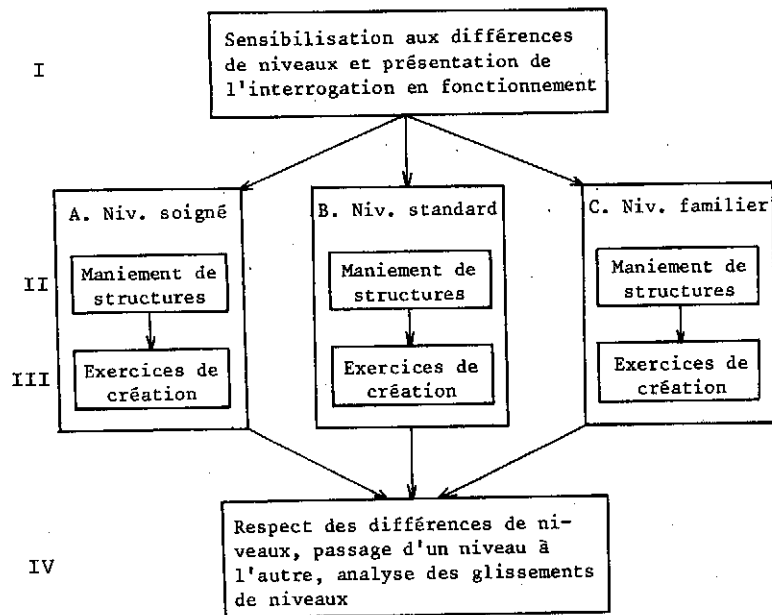 I
Sensibilisation aux différences
de niveaux et présentation de
l'interrogation en fonctionnement
A. Niv. soigné
B. Niv. standard
C. Niv. familier
II
Maniement de
structures
Maniement de
structures
Maniement de
structures
III
Exercices de
création
Exercices de
création
Exercices de
création
IV
Respect des différences de ni-
veaux, passage d'un niveau à
l'autre, analyse des glissements
de niveaux